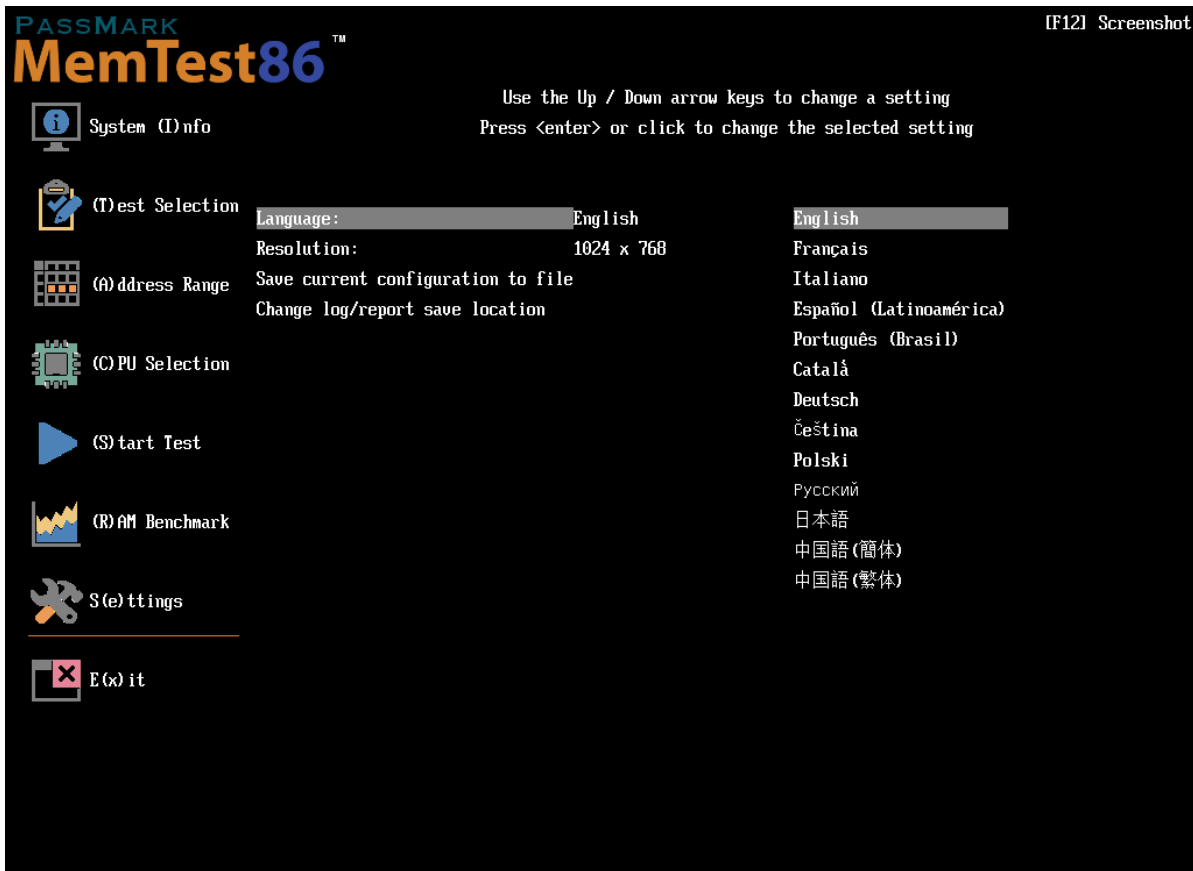 PASSMARK
MemTest86™
[F12] Screenshot
Use the Up / Down arrow keys to change a setting
Press <enter> or click to change the selected setting
System (I)nfo
(T)est Selection
(A)ddress Range
(C)PU Selection
(S)tart Test
(R)AM Benchmark
S(e)ttings
E(x)it
Language: English
Resolution: 1024 x 768
Save current configuration to file
Change log/report save location
English
Français
Italiano
Español (Latinoamérica)
Português (Brasil)
Català
Deutsch
Čeština
Polski
Русский
日本語
中国語(簡体)
中国語(繁体)